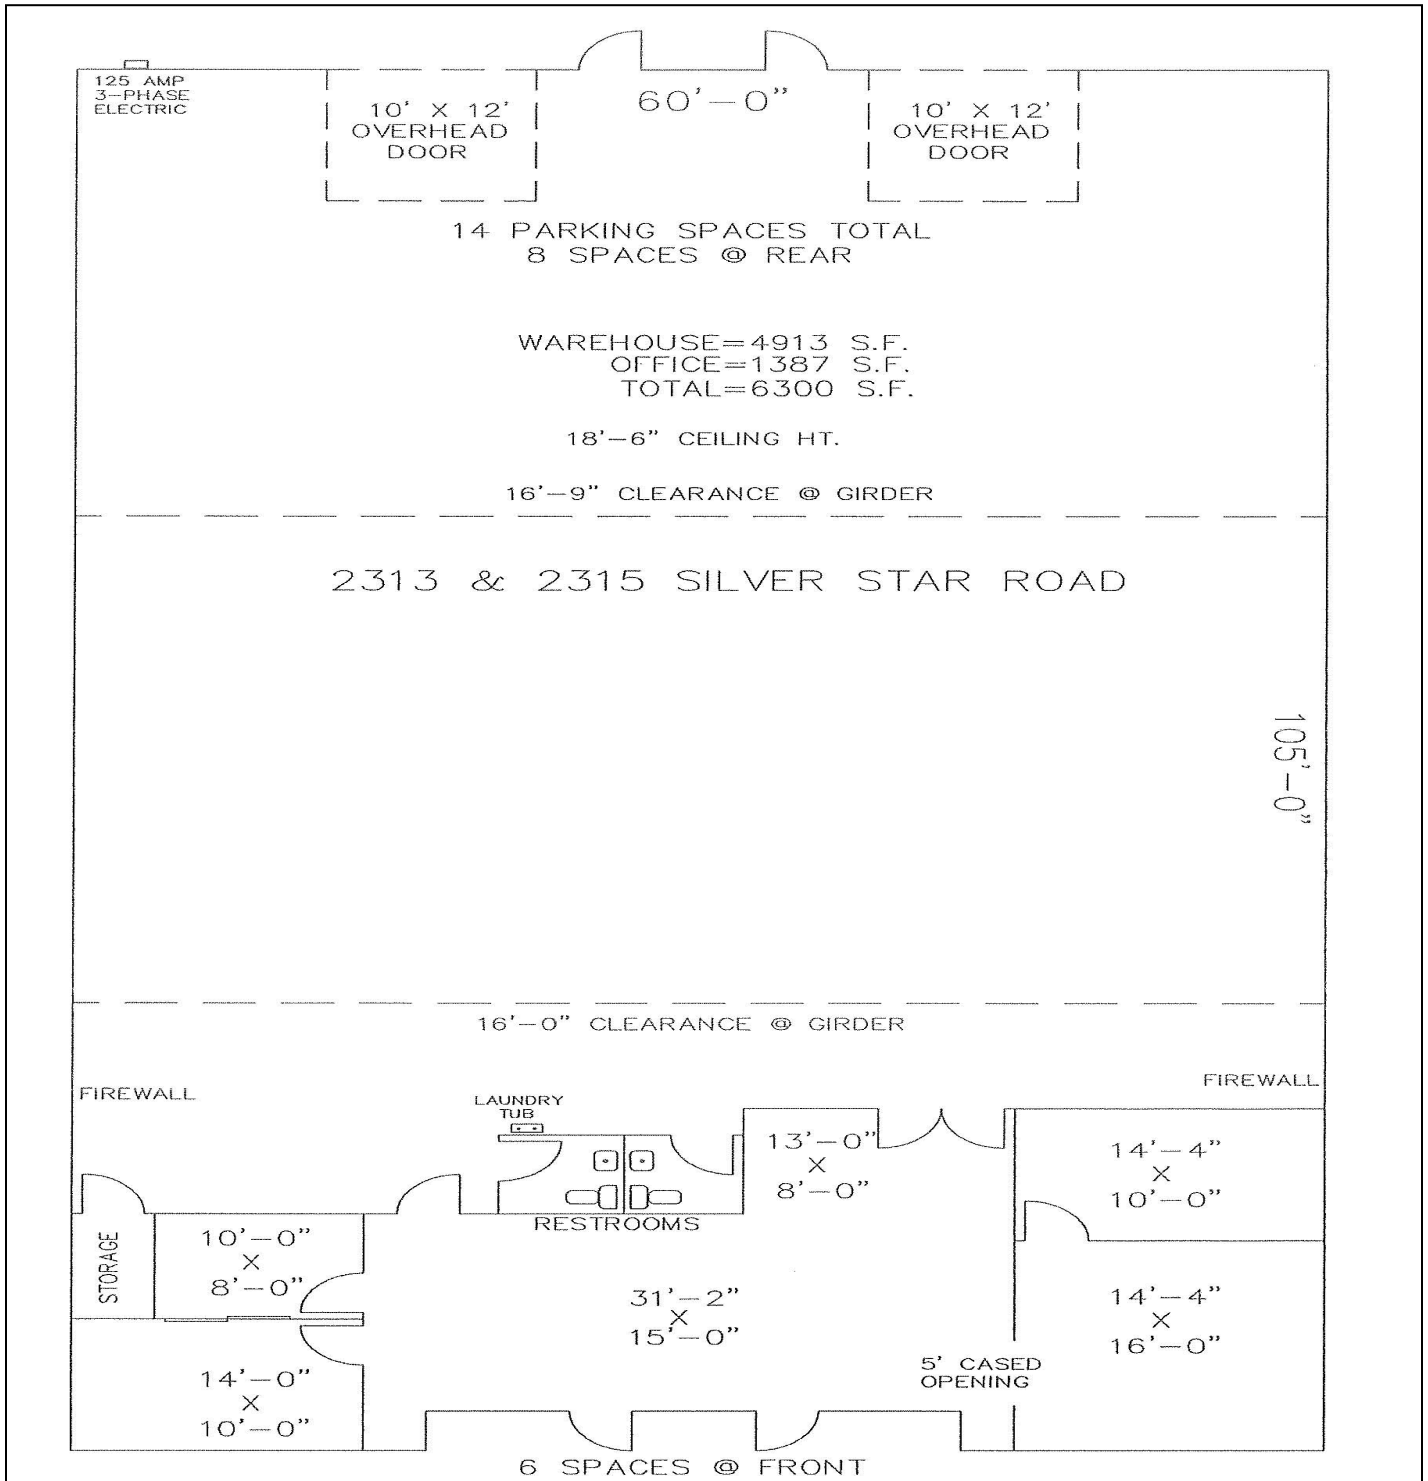 125 AMP
3-PHASE
ELECTRIC
10' X 12'
OVERHEAD
DOOR
60'-0"
10' X 12'
OVERHEAD
DOOR
14 PARKING SPACES TOTAL
8 SPACES @ REAR
WAREHOUSE=4913 S.F.
OFFICE=1387 S.F.
TOTAL=6300 S.F.
18'-6" CEILING HT.
16'-9" CLEARANCE @ GIRDER
2313 & 2315 SILVER STAR ROAD
105'-0"
16'-0" CLEARANCE @ GIRDER
FIREWALL
FIREWALL
LAUNDRY
TUB
13'-0"
X
8'-0"
14'-4"
X
10'-0"
RESTROOMS
STORAGE
10'-0"
X
8'-0"
31'-2"
X
15'-0"
14'-4"
X
16'-0"
5' CASED
OPENING
14'-0"
X
10'-0"
6 SPACES @ FRONT